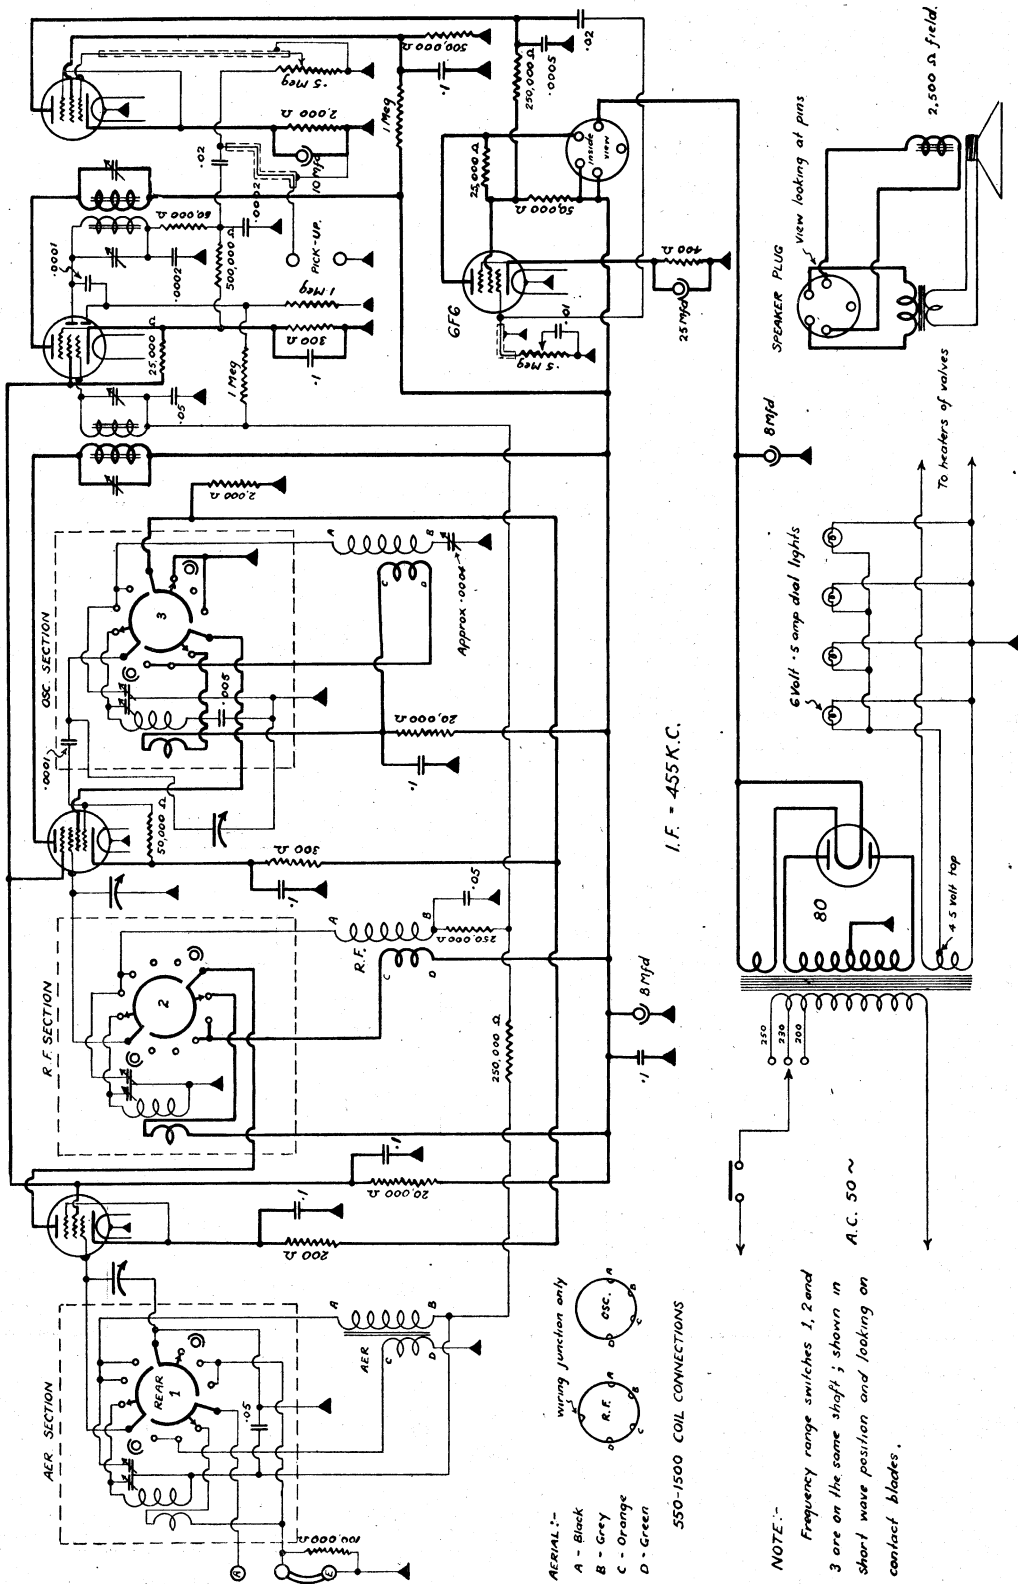 AER SECTION
REAR
1
.05
100,000 Ω
A
E
AER
A
B
C
D
200 Ω
.1
20,000 Ω
.1
R.F. SECTION
2
R.F.
A
B
C
D
250,000 Ω
.05
250,000 Ω
.1
8 Mfd
300 Ω
.1
50,000 Ω
.0001
OSC. SECTION
3
.005
20,000 Ω
.1
A
B
C
D
Approx .0004
2,000 Ω
.05
1 Meg
25,000 Ω
300 Ω
.1
.0001
.0002
500,000 Ω
1 Meg
.0002
.02
PICK-UP.
10 Mfd
2,000 Ω
.5 Meg
500,000 Ω
.1
1 Meg
6F6
.5 Meg
.01
25,000 Ω
50,000 Ω
250,000 Ω
.0005
.02
inside
view
400 Ω
25 Mfd
I.F. = 455 K.C.
AERIAL:-
A - Black
B - Grey
C - Orange
D - Green
wiring junction only
R.F.
A
B
C
D
OSC.
A
B
C
D
550-1500 COIL CONNECTIONS
NOTE:-
Frequency range switches 1, 2 and
3 are on the same shaft ; shown in
short wave position and looking on
contact blades.
A.C. 50 ~
250
230
200
80
4.5 volt top
6 Volt .5 amp dial lights
To heaters of valves
8 Mfd
SPEAKER PLUG
view looking at pins
2,500 Ω field.